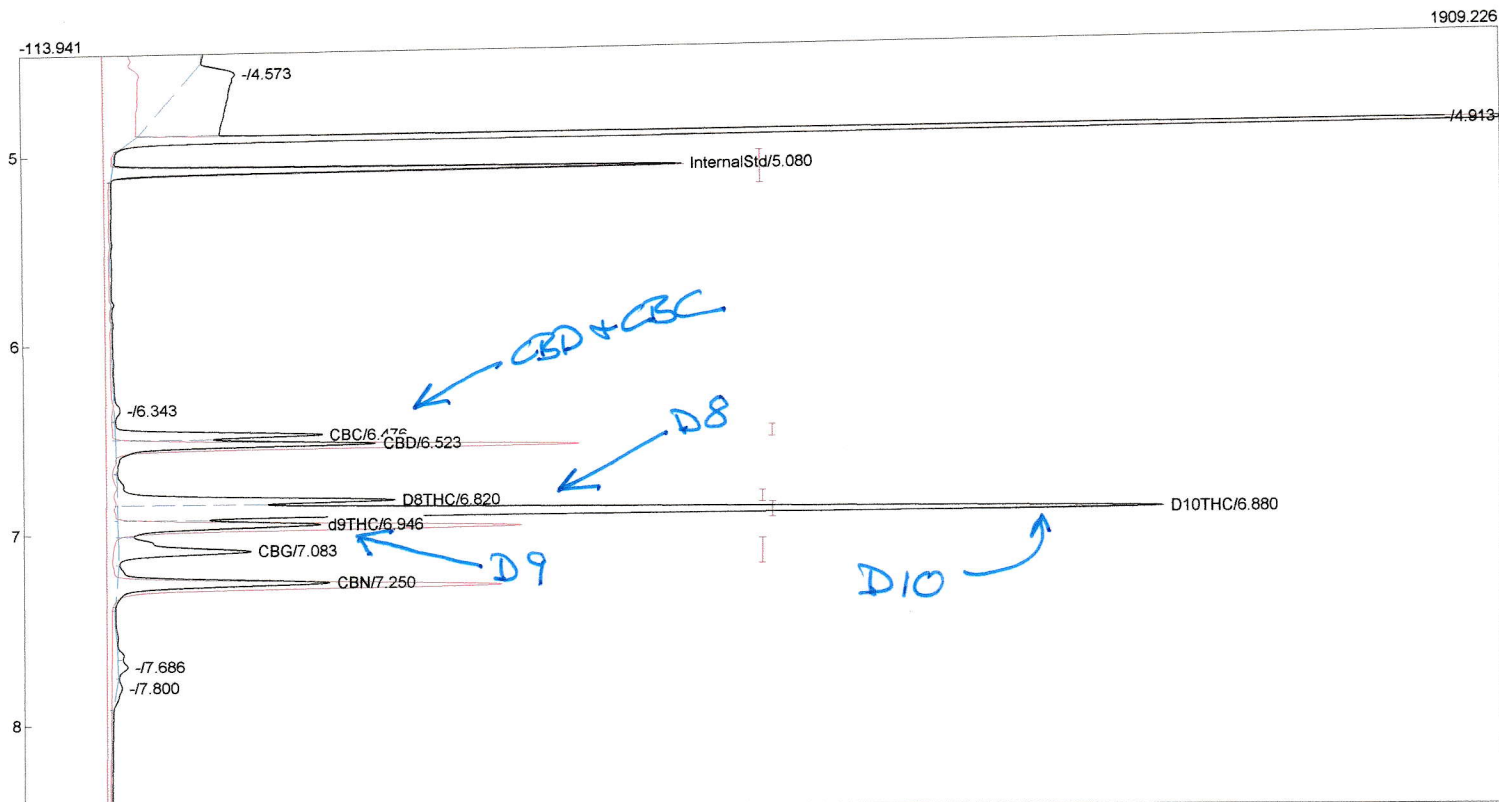 1909.226
-113.941
-/4.573
-/4.913
5
InternalStd/5.080
CBD + CBC
6
-/6.343
D8
CBC/6.476
CBD/6.523
D8THC/6.820
D10THC/6.880
d9THC/6.946
7
CBG/7.083
D9
D10
CBN/7.250
-/7.686
-/7.800
8